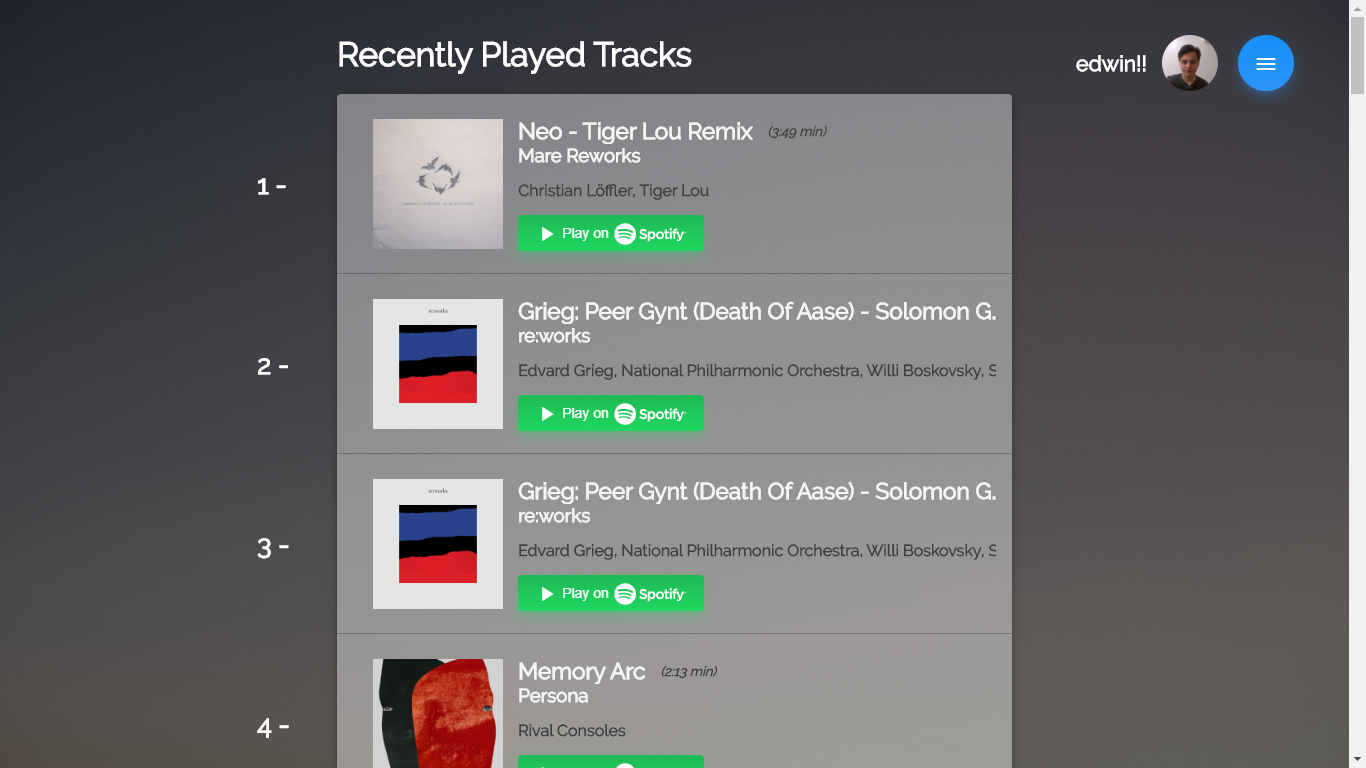 Recently Played Tracks
edwin!!
1 -
Neo - Tiger Lou Remix (3:49 min)
Mare Reworks
Christian Löffler, Tiger Lou
Play on Spotify
2 -
re:works
Grieg: Peer Gynt (Death Of Aase) - Solomon G.
re:works
Edvard Grieg, National Philharmonic Orchestra, Willi Boskovsky, S
Play on Spotify
3 -
re:works
Grieg: Peer Gynt (Death Of Aase) - Solomon G.
re:works
Edvard Grieg, National Philharmonic Orchestra, Willi Boskovsky, S
Play on Spotify
4 -
Memory Arc (2:13 min)
Persona
Rival Consoles